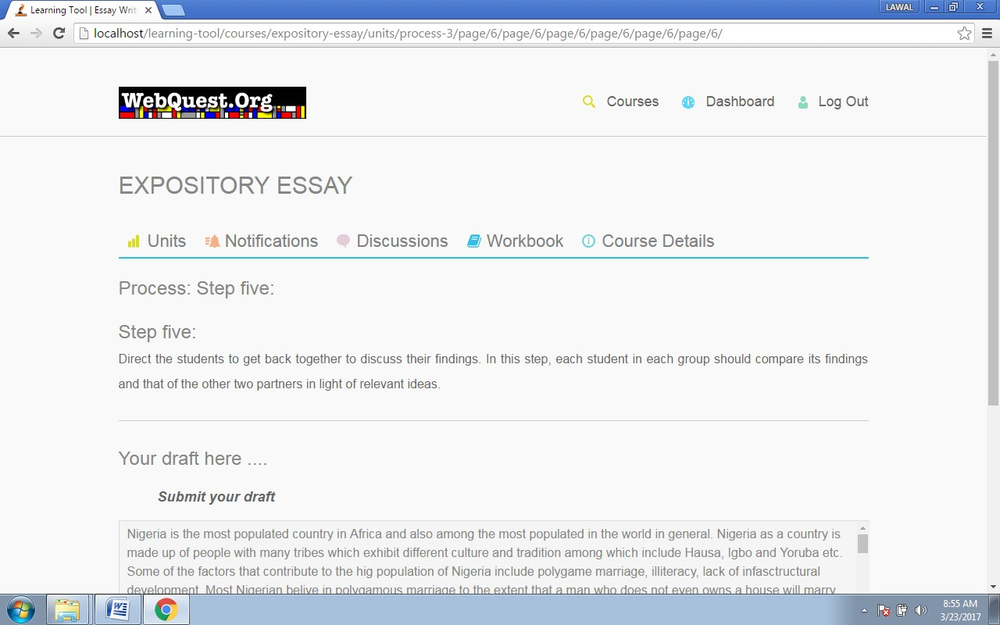 Learning Tool | Essay Writi
LAWAL
localhost/learning-tool/courses/expository-essay/units/process-3/page/6/page/6/page/6/page/6/page/6/page/6/
WebQuest.Org
Courses
Dashboard
Log Out
EXPOSITORY ESSAY
Units
Notifications
Discussions
Workbook
Course Details
Process: Step five:
Step five:
Direct the students to get back together to discuss their findings. In this step, each student in each group should compare its findings
and that of the other two partners in light of relevant ideas.
Your draft here ....
Submit your draft
Nigeria is the most populated country in Africa and also among the most populated in the world in general. Nigeria as a country is
made up of people with many tribes which exhibit different culture and tradition among which include Hausa, Igbo and Yoruba etc.
Some of the factors that contribute to the hig population of Nigeria include polygame marriage, illiteracy, lack of infasctructural
development. Most Nigerian belive in polygamous marriage to the extent that a man who does not even owns a house will marry
8:55 AM
3/23/2017